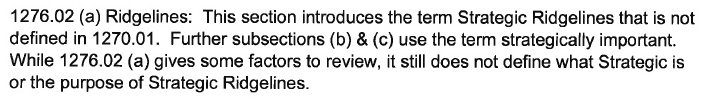 1276.02 (a) Ridgelines:  This section introduces the term Strategic Ridgelines that is not
defined in 1270.01.  Further subsections (b) & (c) use the term strategically important.
While 1276.02 (a) gives some factors to review, it still does not define what Strategic is
or the purpose of Strategic Ridgelines.